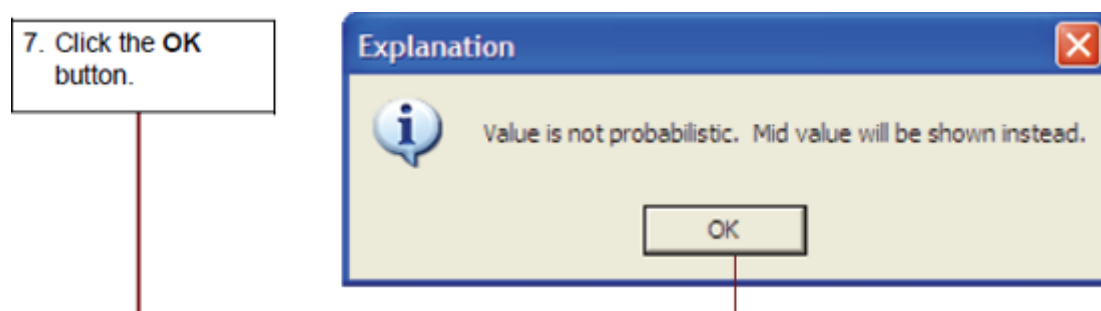 7. Click the OK
button.
Explanation
Value is not probabilistic. Mid value will be shown instead.
OK